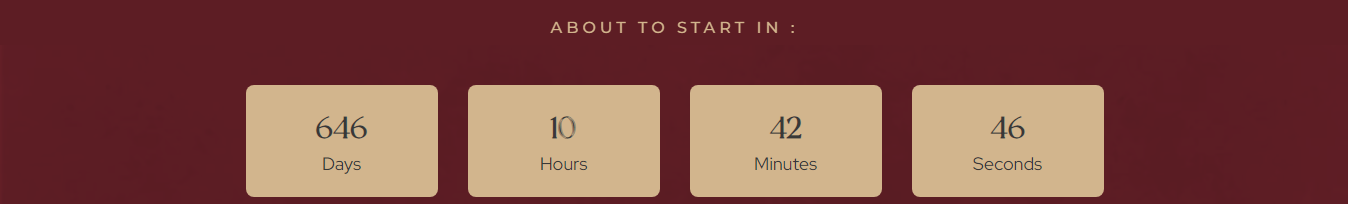 ABOUT TO START IN :
646 10 42 46
Days Hours Minutes Seconds